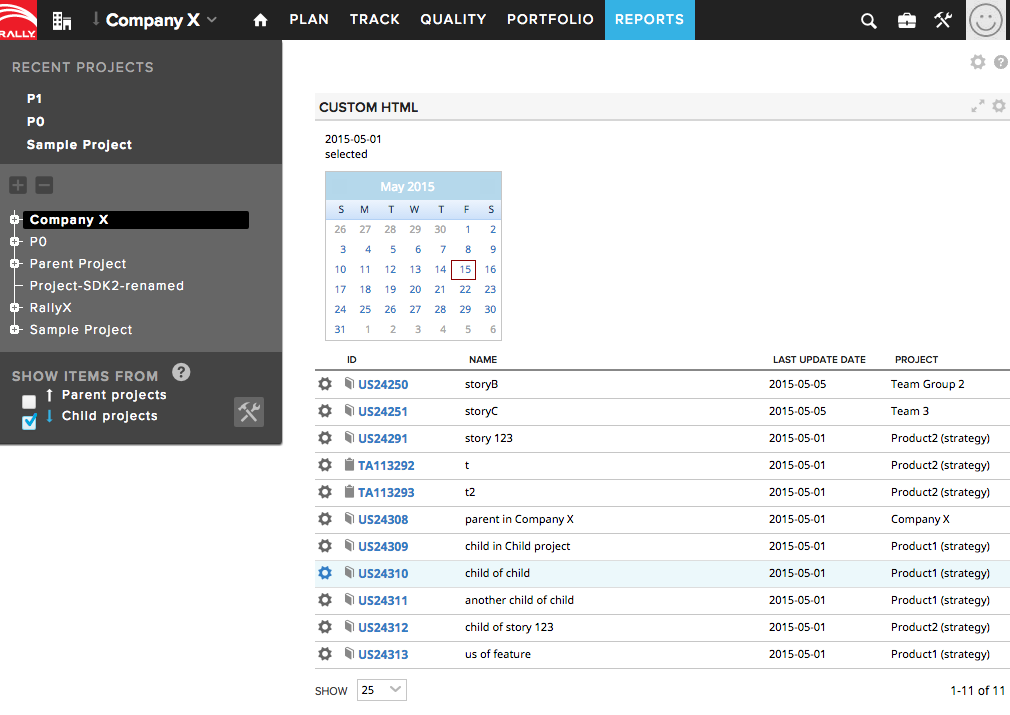 RALLY
Company X
PLAN TRACK QUALITY PORTFOLIO REPORTS
RECENT PROJECTS
P1
P0
Sample Project
Company X
P0
Parent Project
Project-SDK2-renamed
RallyX
Sample Project
SHOW ITEMS FROM ?
Parent projects
Child projects
?
CUSTOM HTML
2015-05-01
selected
May 2015
S M T W T F S
26 27 28 29 30 1 2
3 4 5 6 7 8 9
10 11 12 13 14 15 16
17 18 19 20 21 22 23
24 25 26 27 28 29 30
31 1 2 3 4 5 6
ID NAME LAST UPDATE DATE PROJECT
US24250 storyB 2015-05-05 Team Group 2
US24251 storyC 2015-05-05 Team 3
US24291 story 123 2015-05-01 Product2 (strategy)
TA113292 t 2015-05-01 Product2 (strategy)
TA113293 t2 2015-05-01 Product2 (strategy)
US24308 parent in Company X 2015-05-01 Company X
US24309 child in Child project 2015-05-01 Product1 (strategy)
US24310 child of child 2015-05-01 Product1 (strategy)
US24311 another child of child 2015-05-01 Product1 (strategy)
US24312 child of story 123 2015-05-01 Product2 (strategy)
US24313 us of feature 2015-05-01 Product1 (strategy)
SHOW 25 1-11 of 11